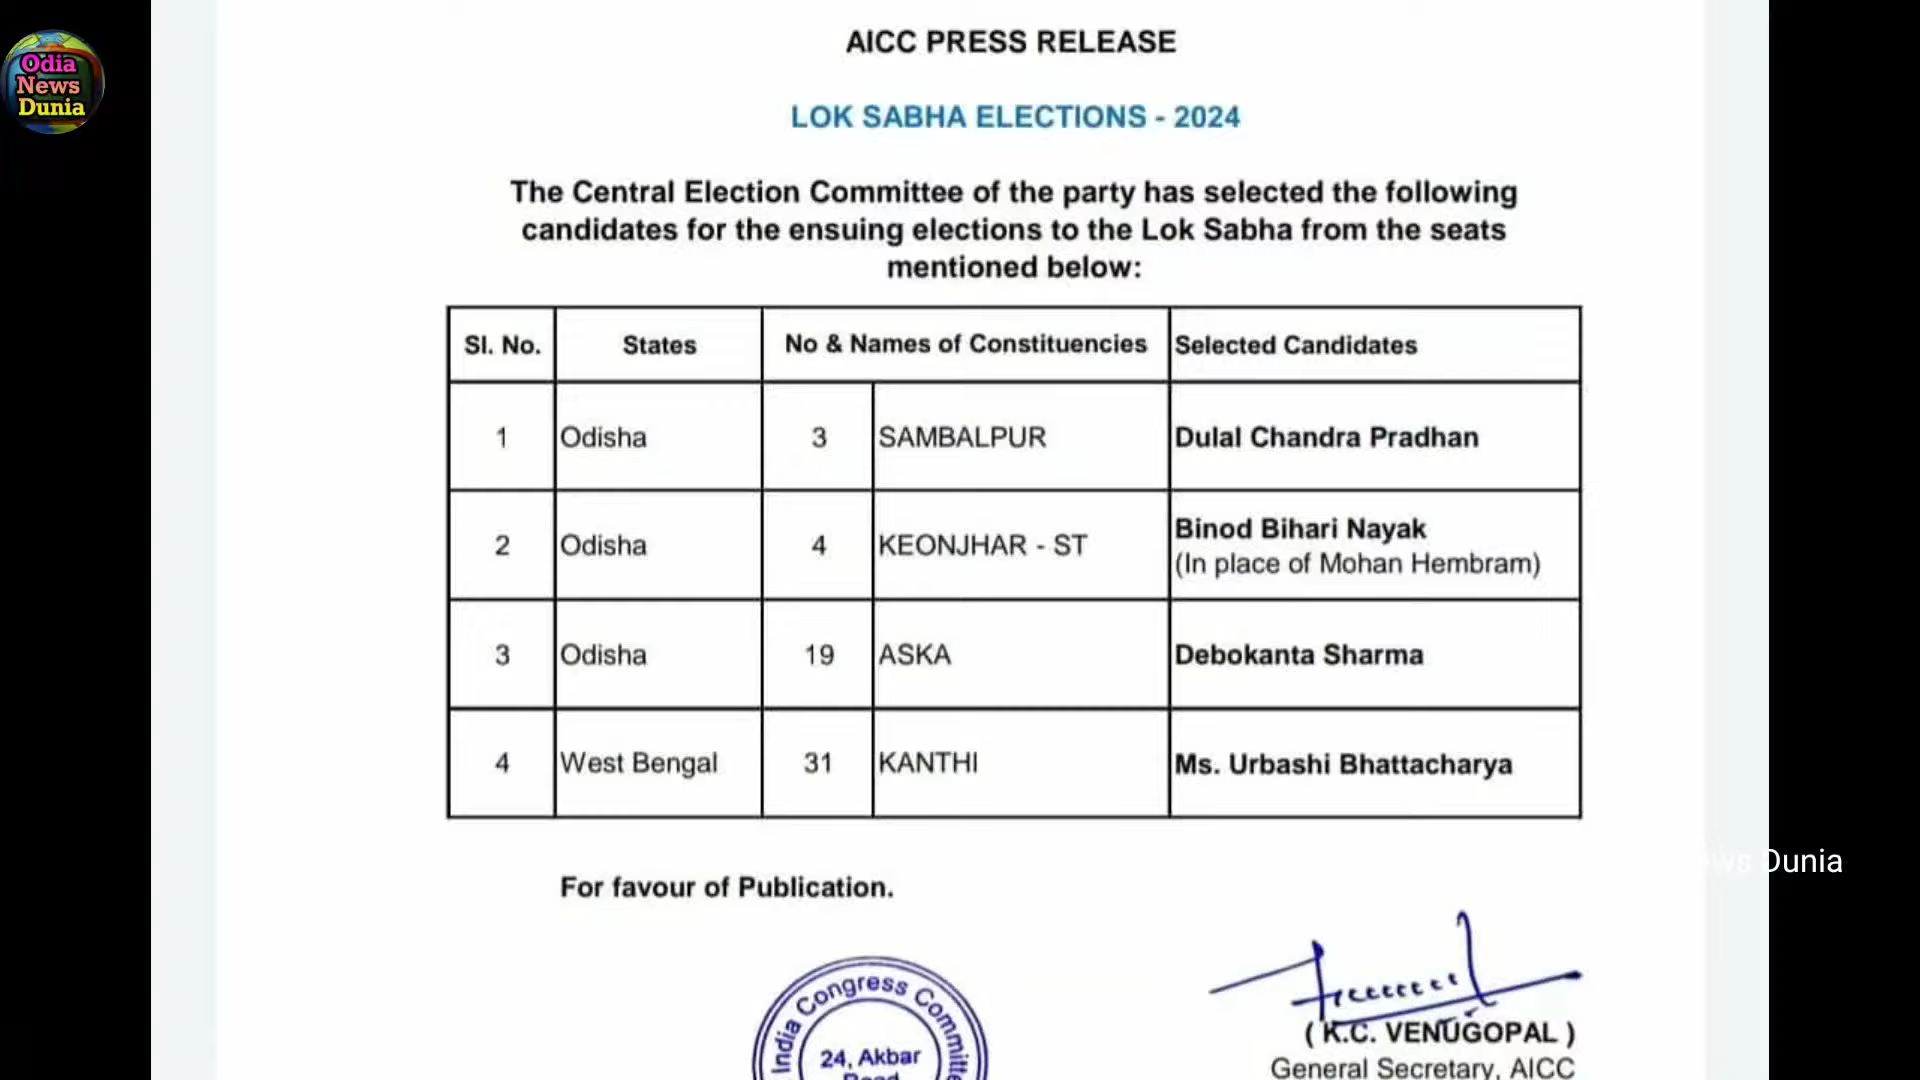 Odia
News
Dunia
AICC PRESS RELEASE
LOK SABHA ELECTIONS - 2024
The Central Election Committee of the party has selected the following
candidates for the ensuing elections to the Lok Sabha from the seats
mentioned below:
Sl. No. States No & Names of Constituencies Selected Candidates
1 Odisha 3 SAMBALPUR Dulal Chandra Pradhan
2 Odisha 4 KEONJHAR - ST Binod Bihari Nayak
(In place of Mohan Hembram)
3 Odisha 19 ASKA Debokanta Sharma
4 West Bengal 31 KANTHI Ms. Urbashi Bhattacharya
Dunia
For favour of Publication.
India Congress Committee
24, Akbar
Road
( K.C. VENUGOPAL )
General Secretary, AICC